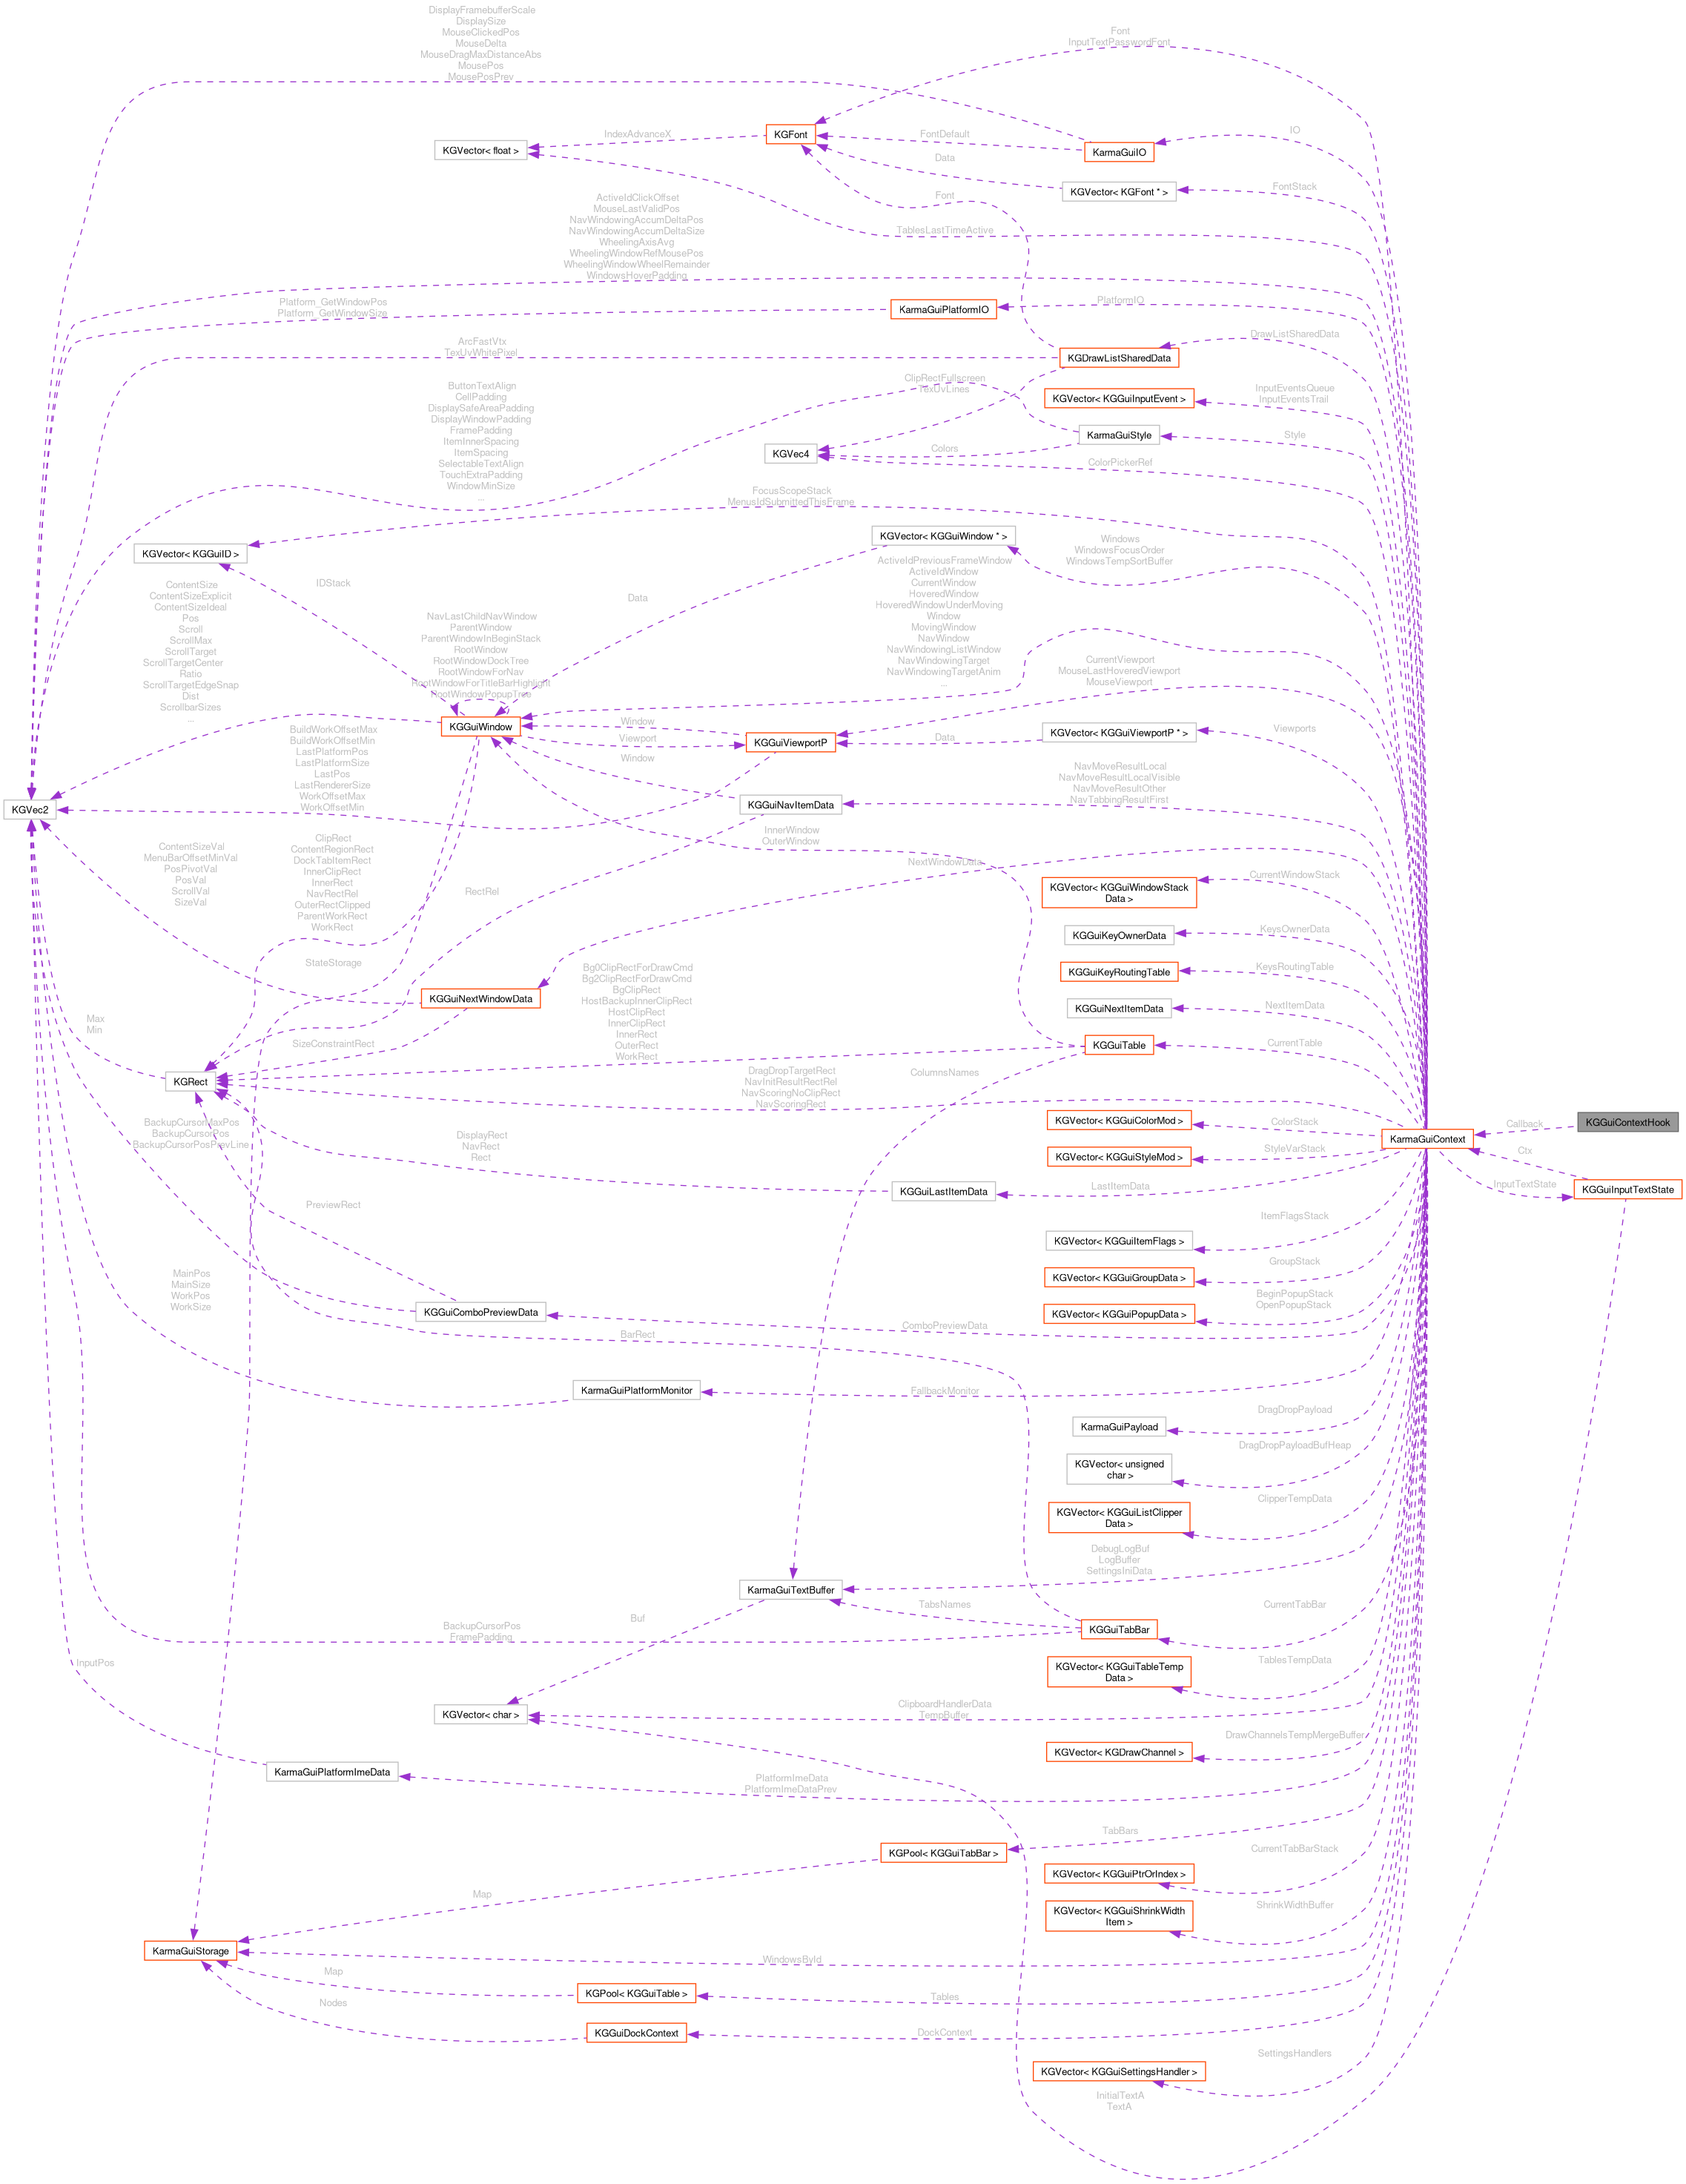 DisplayFramebufferScale
DisplaySize
MouseClickedPos
MouseDelta
MouseDragMaxDistanceAbs
MousePos
MousePosPrev
Font
InputTextPasswordFont
IndexAdvanceX
KGFont
FontDefault
IO
KGVector< float >
KarmaGuiIO
Data
KGVector< KGFont * >
FontStack
ActiveIdClickOffset
MouseLastValidPos
NavWindowingAccumDeltaPos
NavWindowingAccumDeltaSize
WheelingAxisAvg
WheelingWindowRefMousePos
WheelingWindowWheelRemainder
WindowsHoverPadding
Font
TablesLastTimeActive
Platform_GetWindowPos
Platform_GetWindowSize
KarmaGuiPlatformIO
PlatformIO
ArcFastVtx
TexUvWhitePixel
KGDrawListSharedData
DrawListSharedData
ClipRectFullscreen
TexUvLines
ButtonTextAlign
CellPadding
DisplaySafeAreaPadding
DisplayWindowPadding
FramePadding
ItemInnerSpacing
ItemSpacing
SelectableTextAlign
TouchExtraPadding
WindowMinSize
...
KGVector< KGGuiInputEvent >
InputEventsQueue
InputEventsTrail
KarmaGuiStyle
Style
KGVec4
Colors
ColorPickerRef
FocusScopeStack
MenusIdSubmittedThisFrame
KGVector< KGGuiID >
KGVector< KGGuiWindow * >
Windows
WindowsFocusOrder
WindowsTempSortBuffer
IDStack
Data
ContentSize
ContentSizeExplicit
ContentSizeIdeal
Pos
Scroll
ScrollMax
ScrollTarget
ScrollTargetCenter
Ratio
ScrollTargetEdgeSnap
Dist
ScrollbarSizes
...
NavLastChildNavWindow
ParentWindow
ParentWindowInBeginStack
RootWindow
RootWindowDockTree
RootWindowForNav
RootWindowForTitleBarHighlight
RootWindowPopupTree
ActiveIdPreviousFrameWindow
ActiveIdWindow
CurrentWindow
HoveredWindow
HoveredWindowUnderMoving
Window
MovingWindow
NavWindow
NavWindowingListWindow
NavWindowingTarget
NavWindowingTargetAnim
...
CurrentViewport
MouseLastHoveredViewport
MouseViewport
KGGuiWindow
Window
Viewport
Window
KGGuiViewportP
Data
KGVector< KGGuiViewportP * >
Viewports
BuildWorkOffsetMax
BuildWorkOffsetMin
LastPlatformPos
LastPlatformSize
LastPos
LastRendererSize
WorkOffsetMax
WorkOffsetMin
KGVec2
KGGuiNavItemData
NavMoveResultLocal
NavMoveResultLocalVisible
NavMoveResultOther
NavTabbingResultFirst
InnerWindow
OuterWindow
ContentSizeVal
MenuBarOffsetMinVal
PosPivotVal
PosVal
ScrollVal
SizeVal
ClipRect
ContentRegionRect
DockTabItemRect
InnerClipRect
InnerRect
NavRectRel
OuterRectClipped
ParentWorkRect
WorkRect
RectRel
NextWindowData
KGVector< KGGuiWindowStack
Data >
CurrentWindowStack
KGGuiKeyOwnerData
KeysOwnerData
StateStorage
KGGuiKeyRoutingTable
KeysRoutingTable
KGGuiNextWindowData
Bg0ClipRectForDrawCmd
Bg2ClipRectForDrawCmd
BgClipRect
HostBackupInnerClipRect
HostClipRect
InnerClipRect
InnerRect
OuterRect
WorkRect
KGGuiNextItemData
NextItemData
Max
Min
SizeConstraintRect
KGGuiTable
CurrentTable
KGRect
ColumnsNames
DragDropTargetRect
NavInitResultRectRel
NavScoringNoClipRect
NavScoringRect
KGVector< KGGuiColorMod >
ColorStack
KarmaGuiContext
Callback
KGGuiContextHook
BackupCursorMaxPos
BackupCursorPos
BackupCursorPosPrevLine
DisplayRect
NavRect
Rect
KGVector< KGGuiStyleMod >
StyleVarStack
Ctx
InputTextState
KGGuiInputTextState
KGGuiLastItemData
LastItemData
PreviewRect
KGVector< KGGuiItemFlags >
ItemFlagsStack
MainPos
MainSize
WorkPos
WorkSize
KGVector< KGGuiGroupData >
GroupStack
KGGuiComboPreviewData
KGVector< KGGuiPopupData >
BeginPopupStack
OpenPopupStack
BarRect
ComboPreviewData
KarmaGuiPlatformMonitor
FallbackMonitor
KarmaGuiPayload
DragDropPayload
KGVector< unsigned
char >
DragDropPayloadBufHeap
KGVector< KGGuiListClipper
Data >
ClipperTempData
DebugLogBuf
LogBuffer
SettingsIniData
KarmaGuiTextBuffer
TabsNames
Buf
BackupCursorPos
FramePadding
KGGuiTabBar
CurrentTabBar
InputPos
KGVector< KGGuiTableTemp
Data >
TablesTempData
KGVector< char >
ClipboardHandlerData
TempBuffer
KGVector< KGDrawChannel >
DrawChannelsTempMergeBuffer
KarmaGuiPlatformImeData
PlatformImeData
PlatformImeDataPrev
KGPool< KGGuiTabBar >
TabBars
KGVector< KGGuiPtrOrIndex >
CurrentTabBarStack
Map
KGVector< KGGuiShrinkWidth
Item >
ShrinkWidthBuffer
KarmaGuiStorage
WindowsById
Map
KGPool< KGGuiTable >
Tables
Nodes
KGGuiDockContext
DockContext
KGVector< KGGuiSettingsHandler >
SettingsHandlers
InitialTextA
TextA